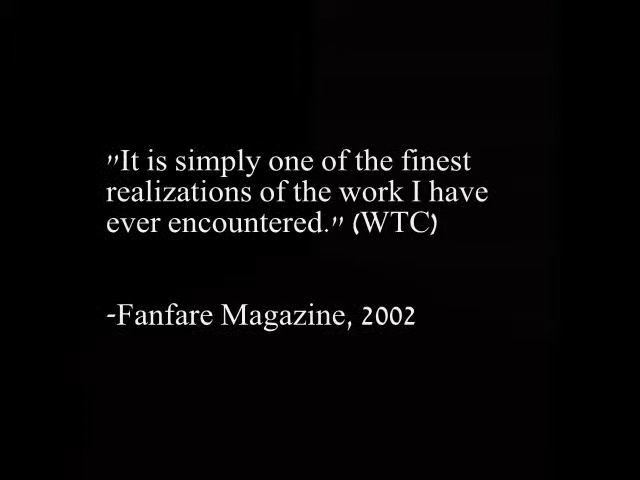 "It is simply one of the finest
realizations of the work I have
ever encountered." (WTC)
-Fanfare Magazine, 2002